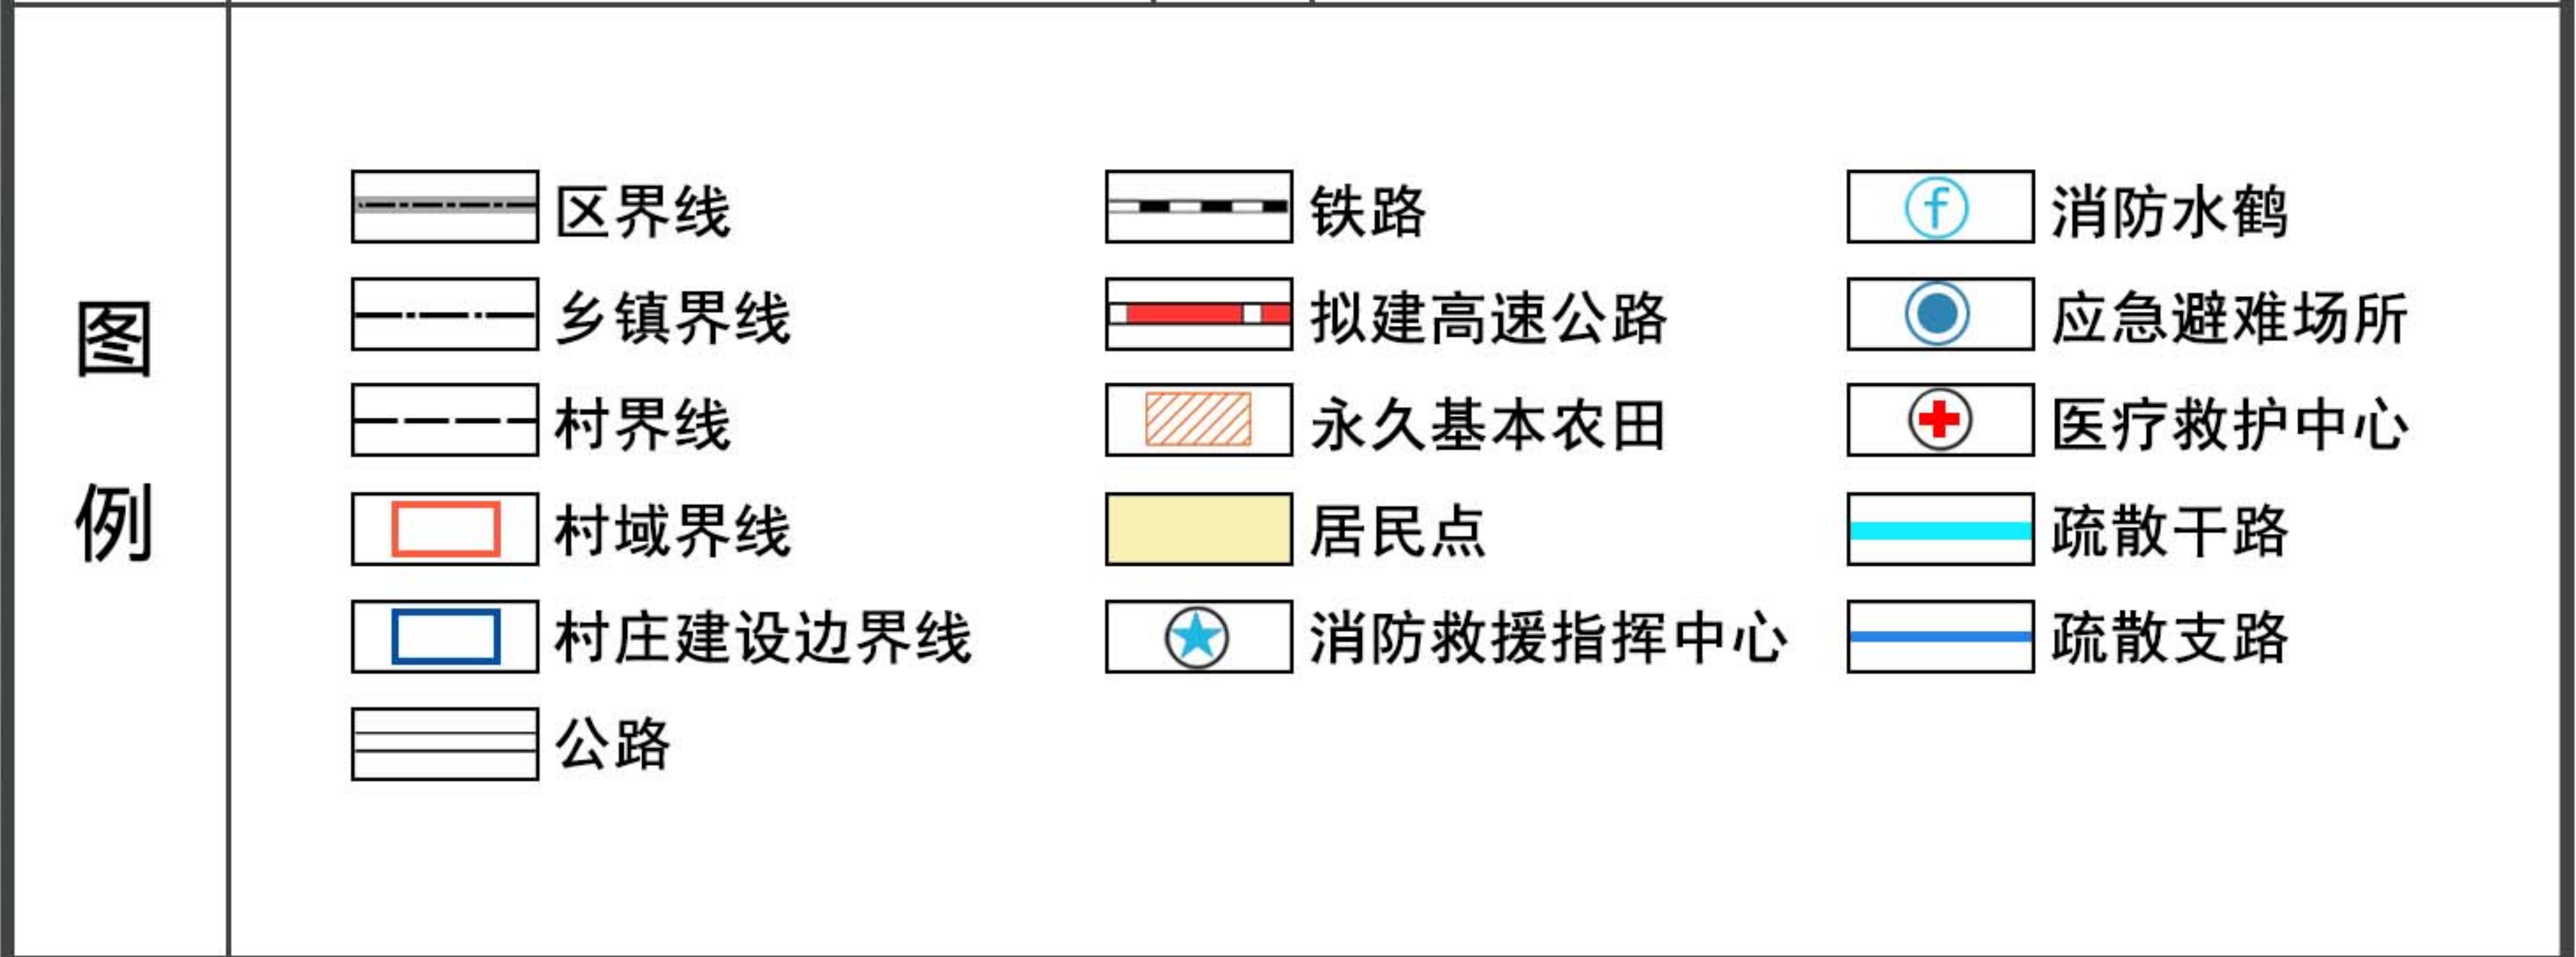 图例
区界线
乡镇界线
村界线
村域界线
村庄建设边界线
公路
铁路
拟建高速公路
永久基本农田
居民点
消防救援指挥中心
f
消防水鹤
应急避难场所
医疗救护中心
疏散干路
疏散支路